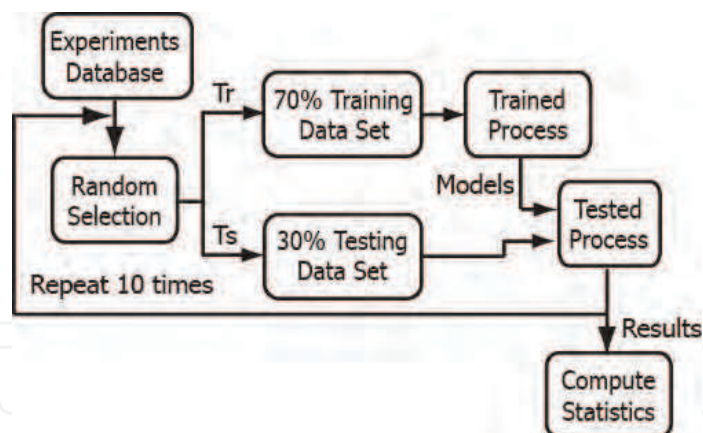 Experiments
Database
Tr
70% Training
Data Set
Trained
Process
Random
Selection
Models
Tested
Process
Ts
30% Testing
Data Set
Repeat 10 times
Results
Compute
Statistics